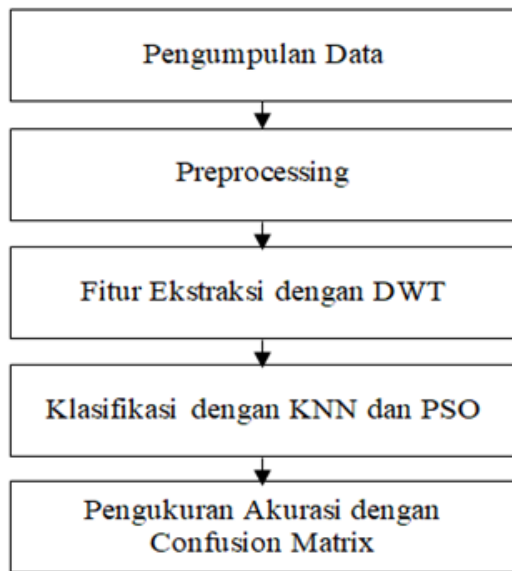 Pengumpulan Data
Preprocessing
Fitur Ekstraksi dengan DWT
Klasifikasi dengan KNN dan PSO
Pengukuran Akurasi dengan
Confusion Matrix